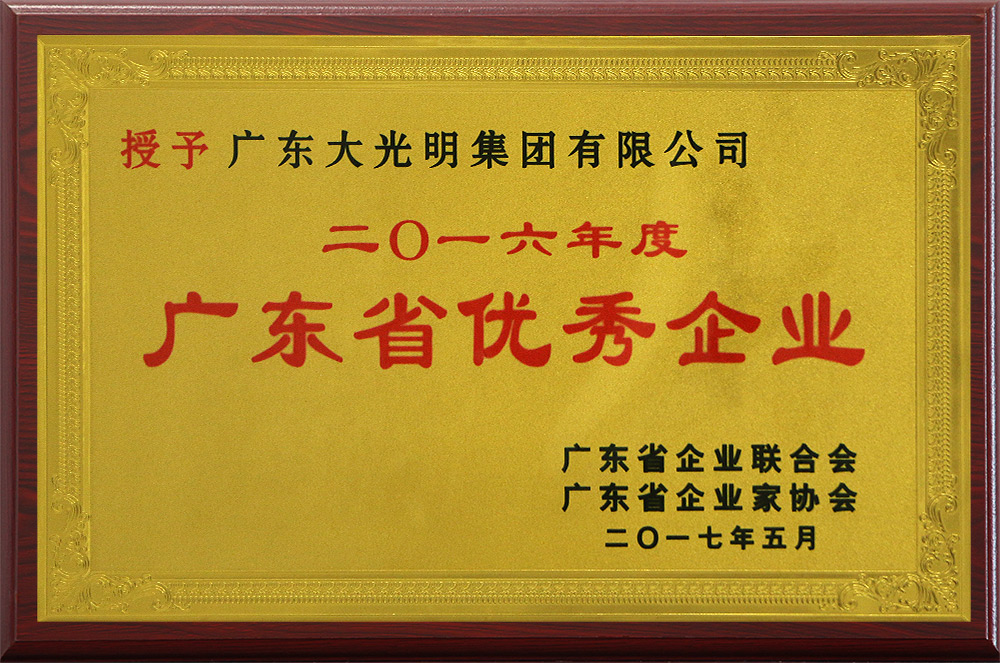 授予 广东大光明集团有限公司
二〇一六年度
广东省优秀企业
广东省企业联合会
广东省企业家协会
二〇一七年五月